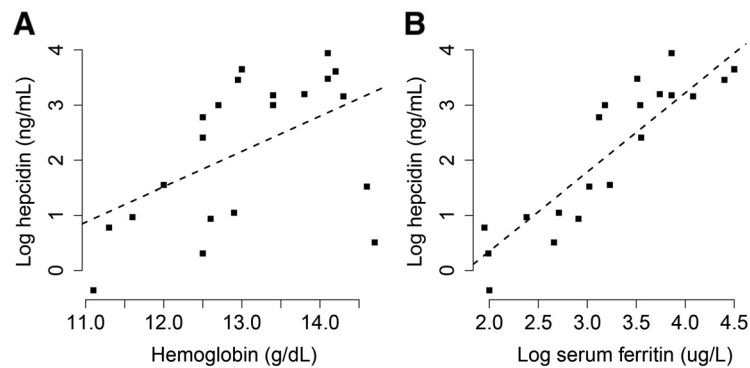 A
Log hepcidin (ng/mL)
4
3
2
1
0
11.0 12.0 13.0 14.0
Hemoglobin (g/dL)
B
Log hepcidin (ng/mL)
4
3
2
1
0
2.0 2.5 3.0 3.5 4.0 4.5
Log serum ferritin (ug/L)